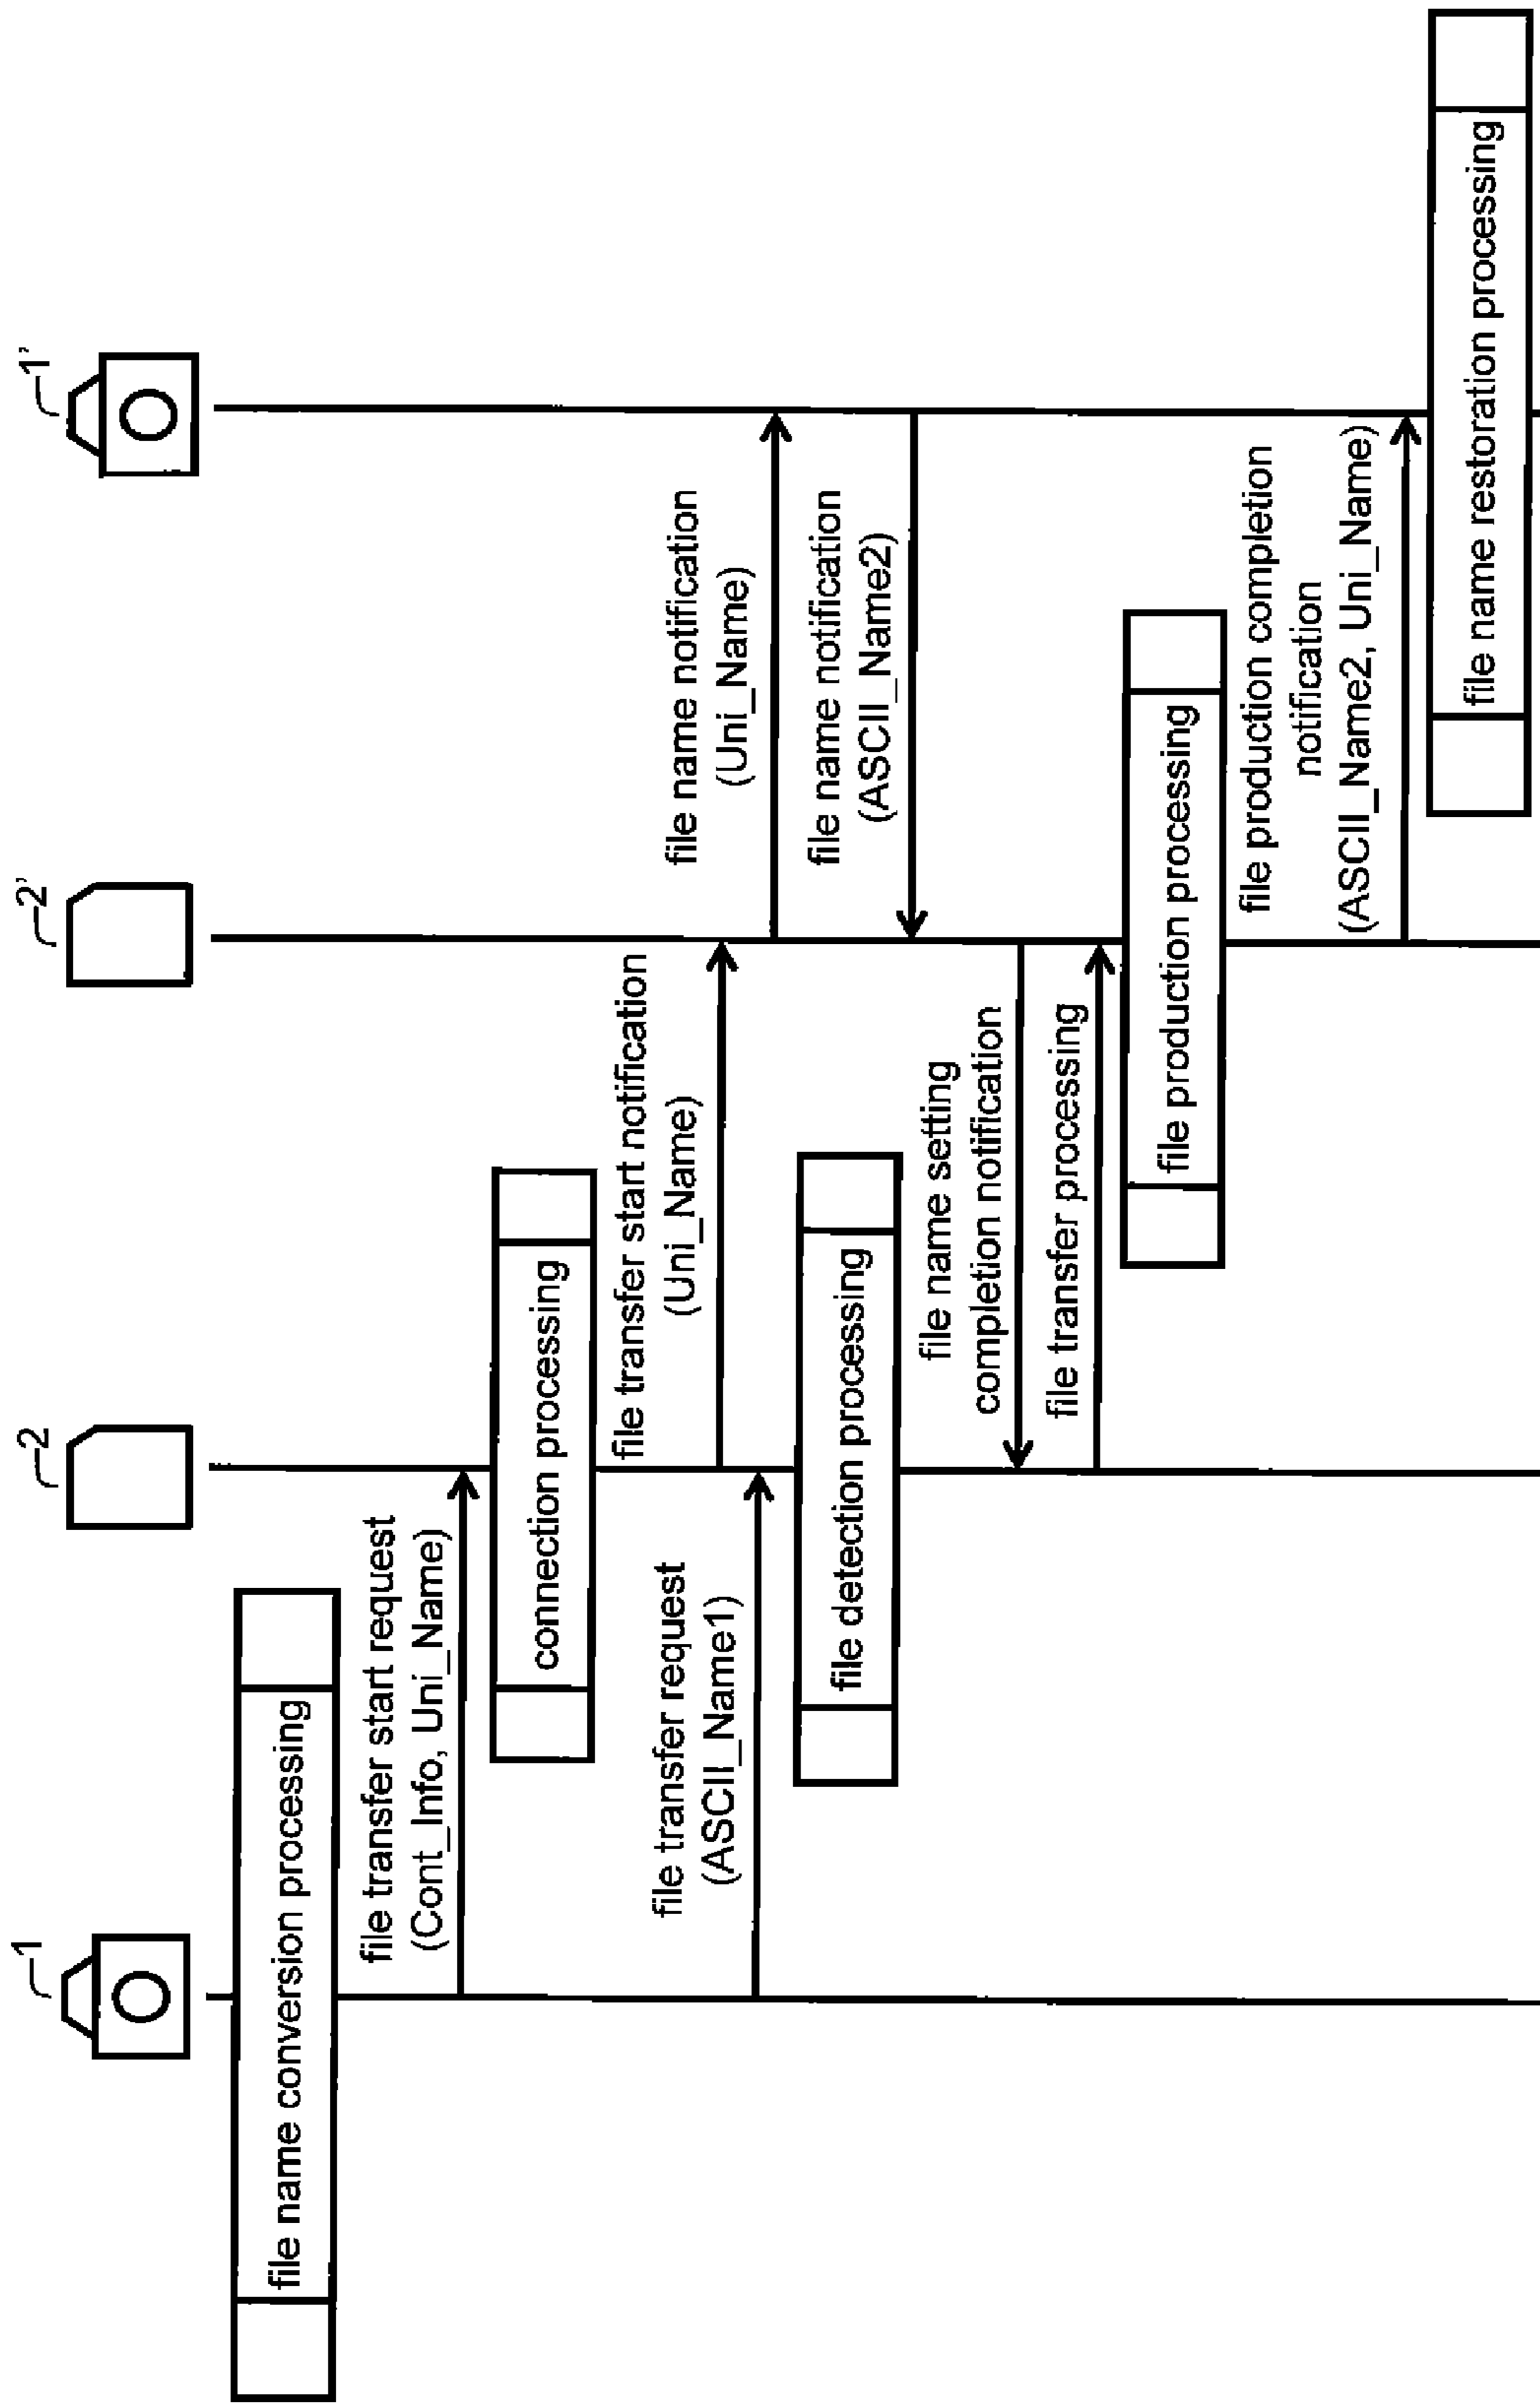 1
2
2'
1'
file name conversion processing
file transfer start request
(Cont_Info, Uni_Name)
connection processing
file transfer start notification
(Uni_Name)
file transfer request
(ASCII_Name1)
file name notification
(Uni_Name)
file detection processing
file name notification
(ASCII_Name2)
file name setting
completion notification
file transfer processing
file production processing
file production completion
notification
(ASCII_Name2, Uni_Name)
file name restoration processing